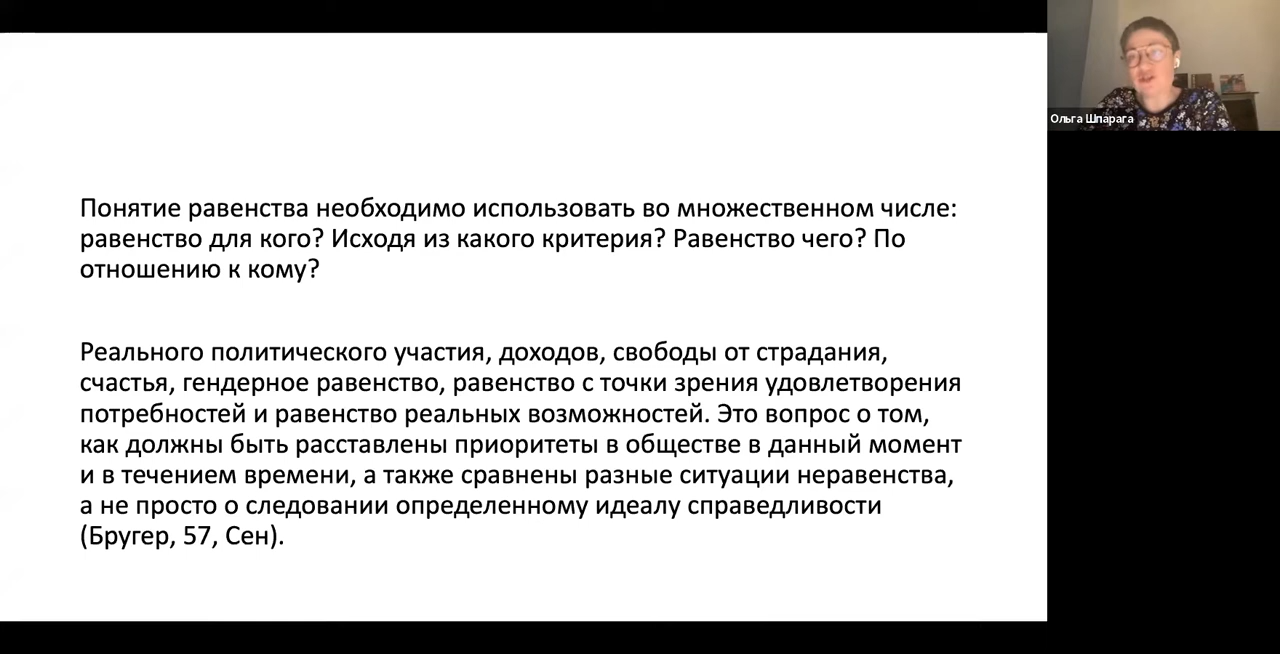 Понятие равенства необходимо использовать во множественном числе:
равенство для кого? Исходя из какого критерия? Равенство чего? По
отношению к кому?
Реального политического участия, доходов, свободы от страдания,
счастья, гендерное равенство, равенство с точки зрения удовлетворения
потребностей и равенство реальных возможностей. Это вопрос о том,
как должны быть расставлены приоритеты в обществе в данный момент
и в течением времени, а также сравнены разные ситуации неравенства,
а не просто о следовании определенному идеалу справедливости
(Бругер, 57, Сен).
Ольга Шпарага